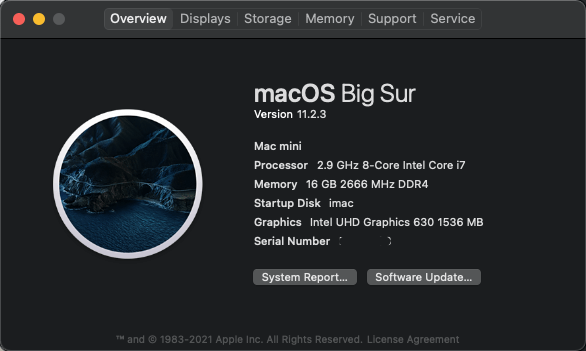 Overview Displays Storage Memory Support Service
macOS Big Sur
Version 11.2.3
Mac mini
Processor 2.9 GHz 8-Core Intel Core i7
Memory 16 GB 2666 MHz DDR4
Startup Disk imac
Graphics Intel UHD Graphics 630 1536 MB
Serial Number
System Report... Software Update...
™ and © 1983-2021 Apple Inc. All Rights Reserved. License Agreement